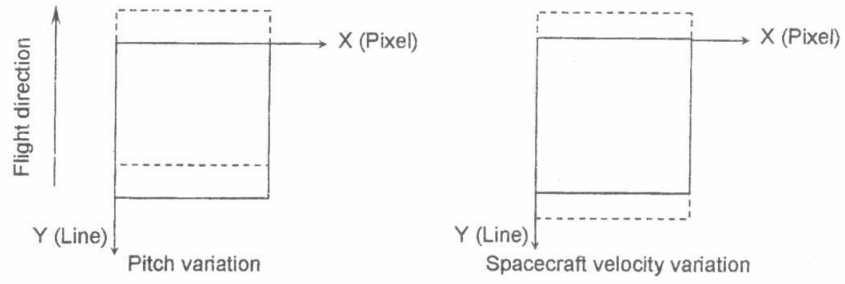 Flight direction
X (Pixel)
Y (Line)
Pitch variation
X (Pixel)
Y (Line)
Spacecraft velocity variation